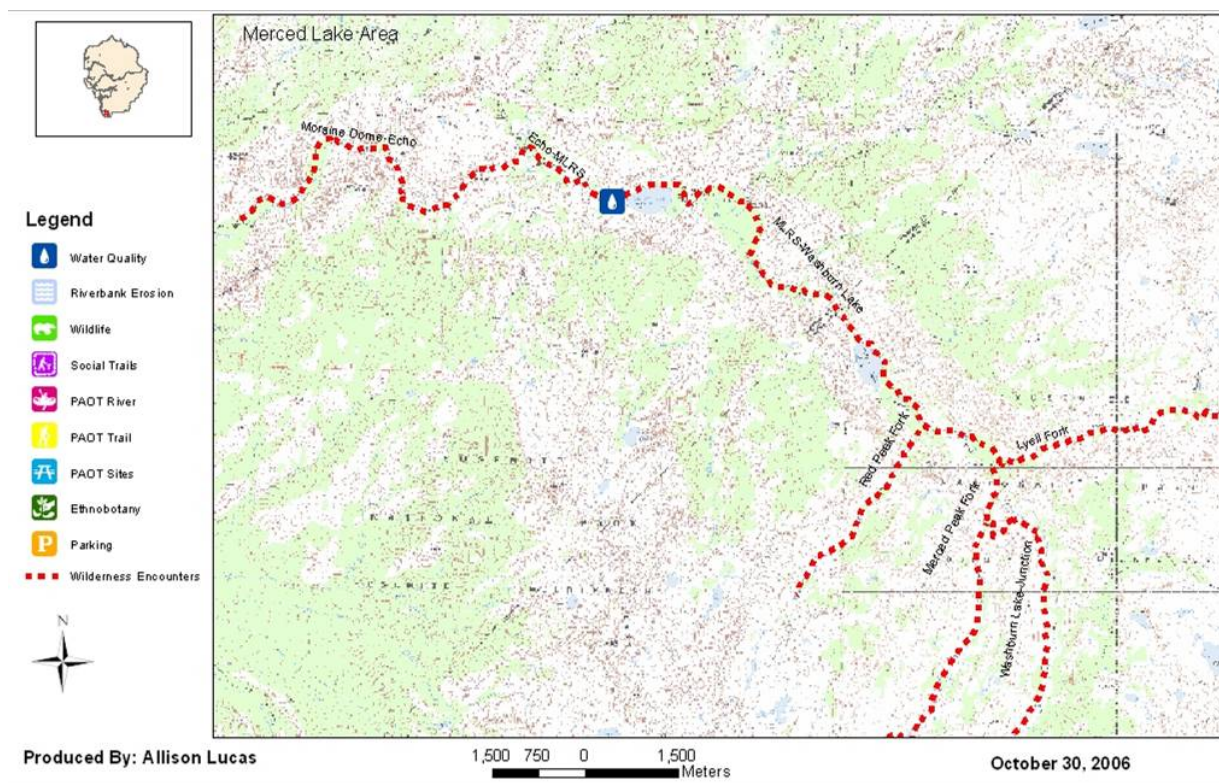 Merced Lake Area
Moraine Dome-Echo
Echo-MLRS
MLRS-Washburn Lake
Lyell Fork
Red Peak Fork
Merced Peak Fork
Washburn Lake-Junction
Legend
Water Quality
Riverbank Erosion
Wildlife
Social Trails
PAOT River
PAOT Trail
PAOT Sites
Ethnobotany
P Parking
Wilderness Encounters
N
Produced By: Allison Lucas
1,500 750 0 1,500
Meters
October 30, 2006